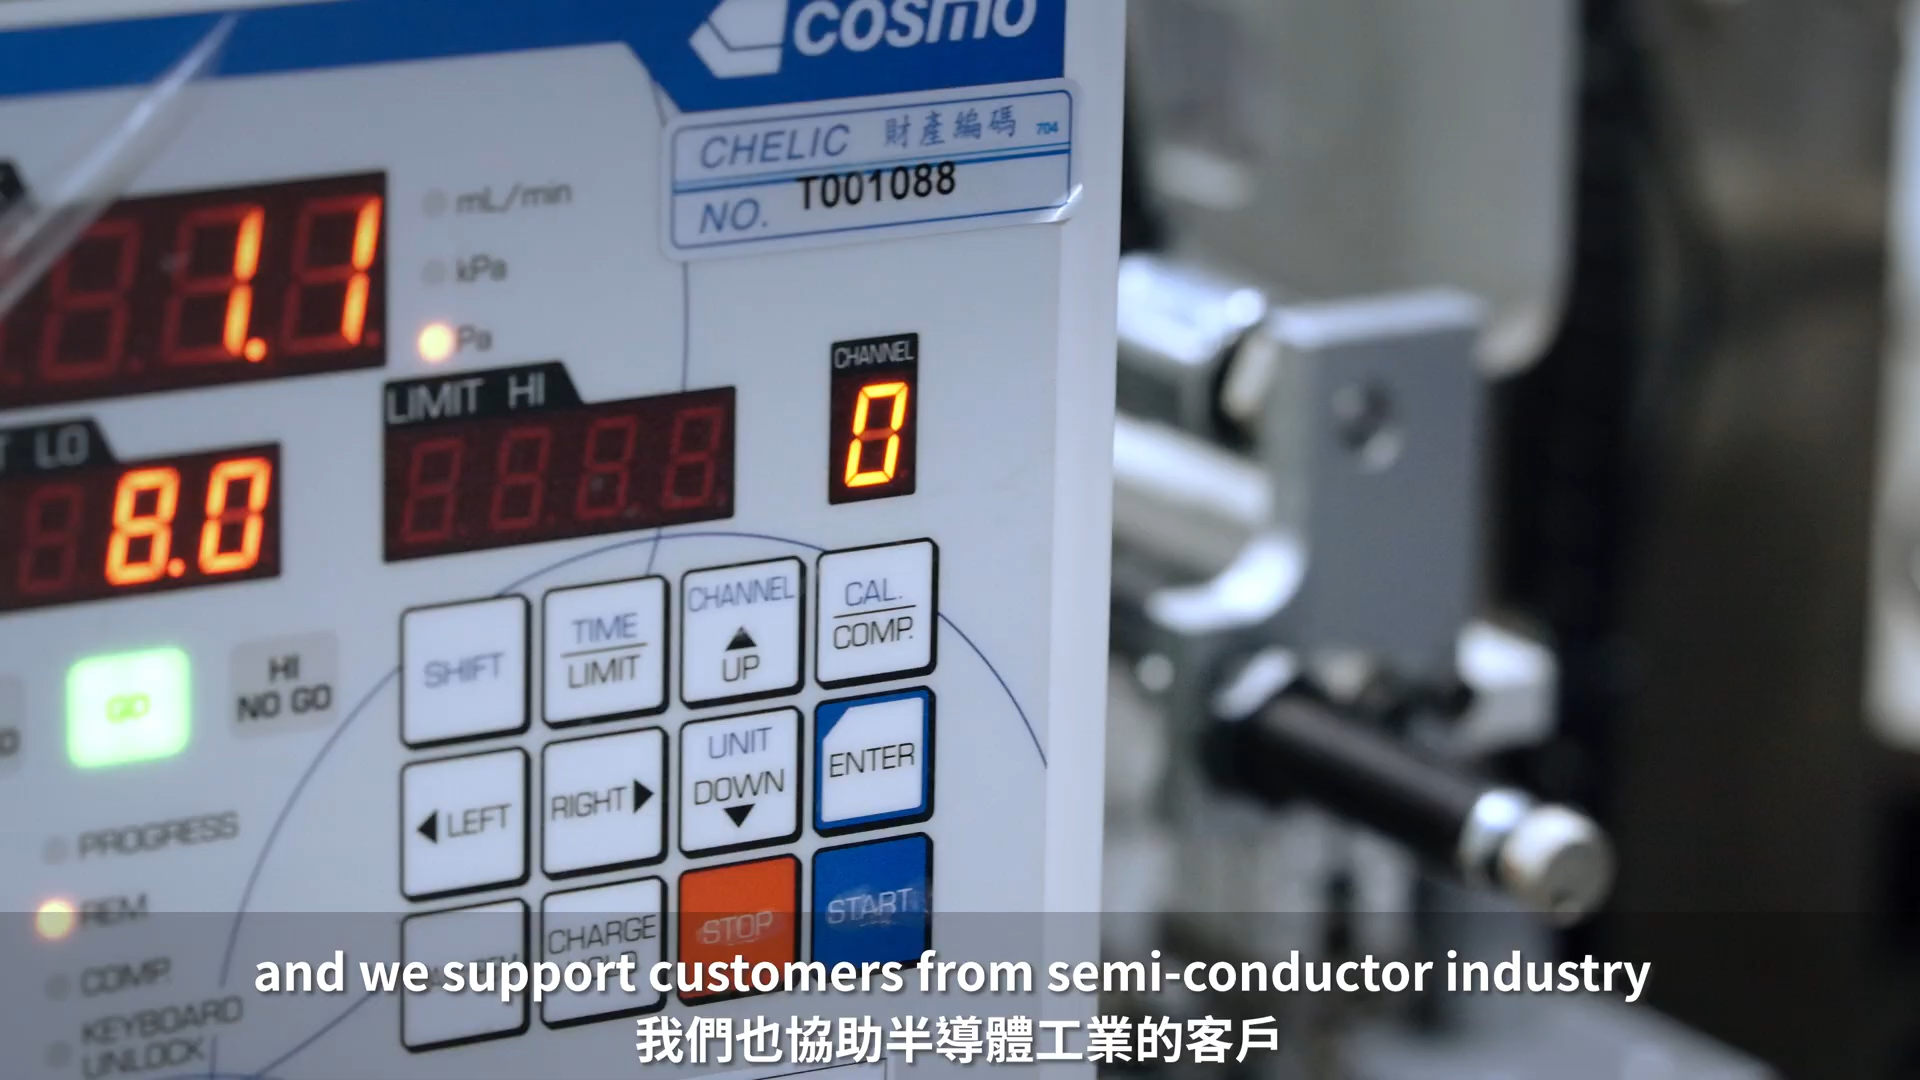 COSMO
CHELIC 財產編碼 704
NO. T001088
mL/min
kPa
Pa
1.1
CHANNEL
0
LIMIT HI
LO
8.0
GO
HI
NO GO
SHIFT
TIME
LIMIT
CHANNEL
UP
CAL.
COMP.
LEFT
RIGHT
UNIT
DOWN
ENTER
CHARGE
STOP
START
PROGRESS
REM
COMP.
KEYBOARD
UNLOCK
and we support customers from semi-conductor industry
我們也協助半導體工業的客戶